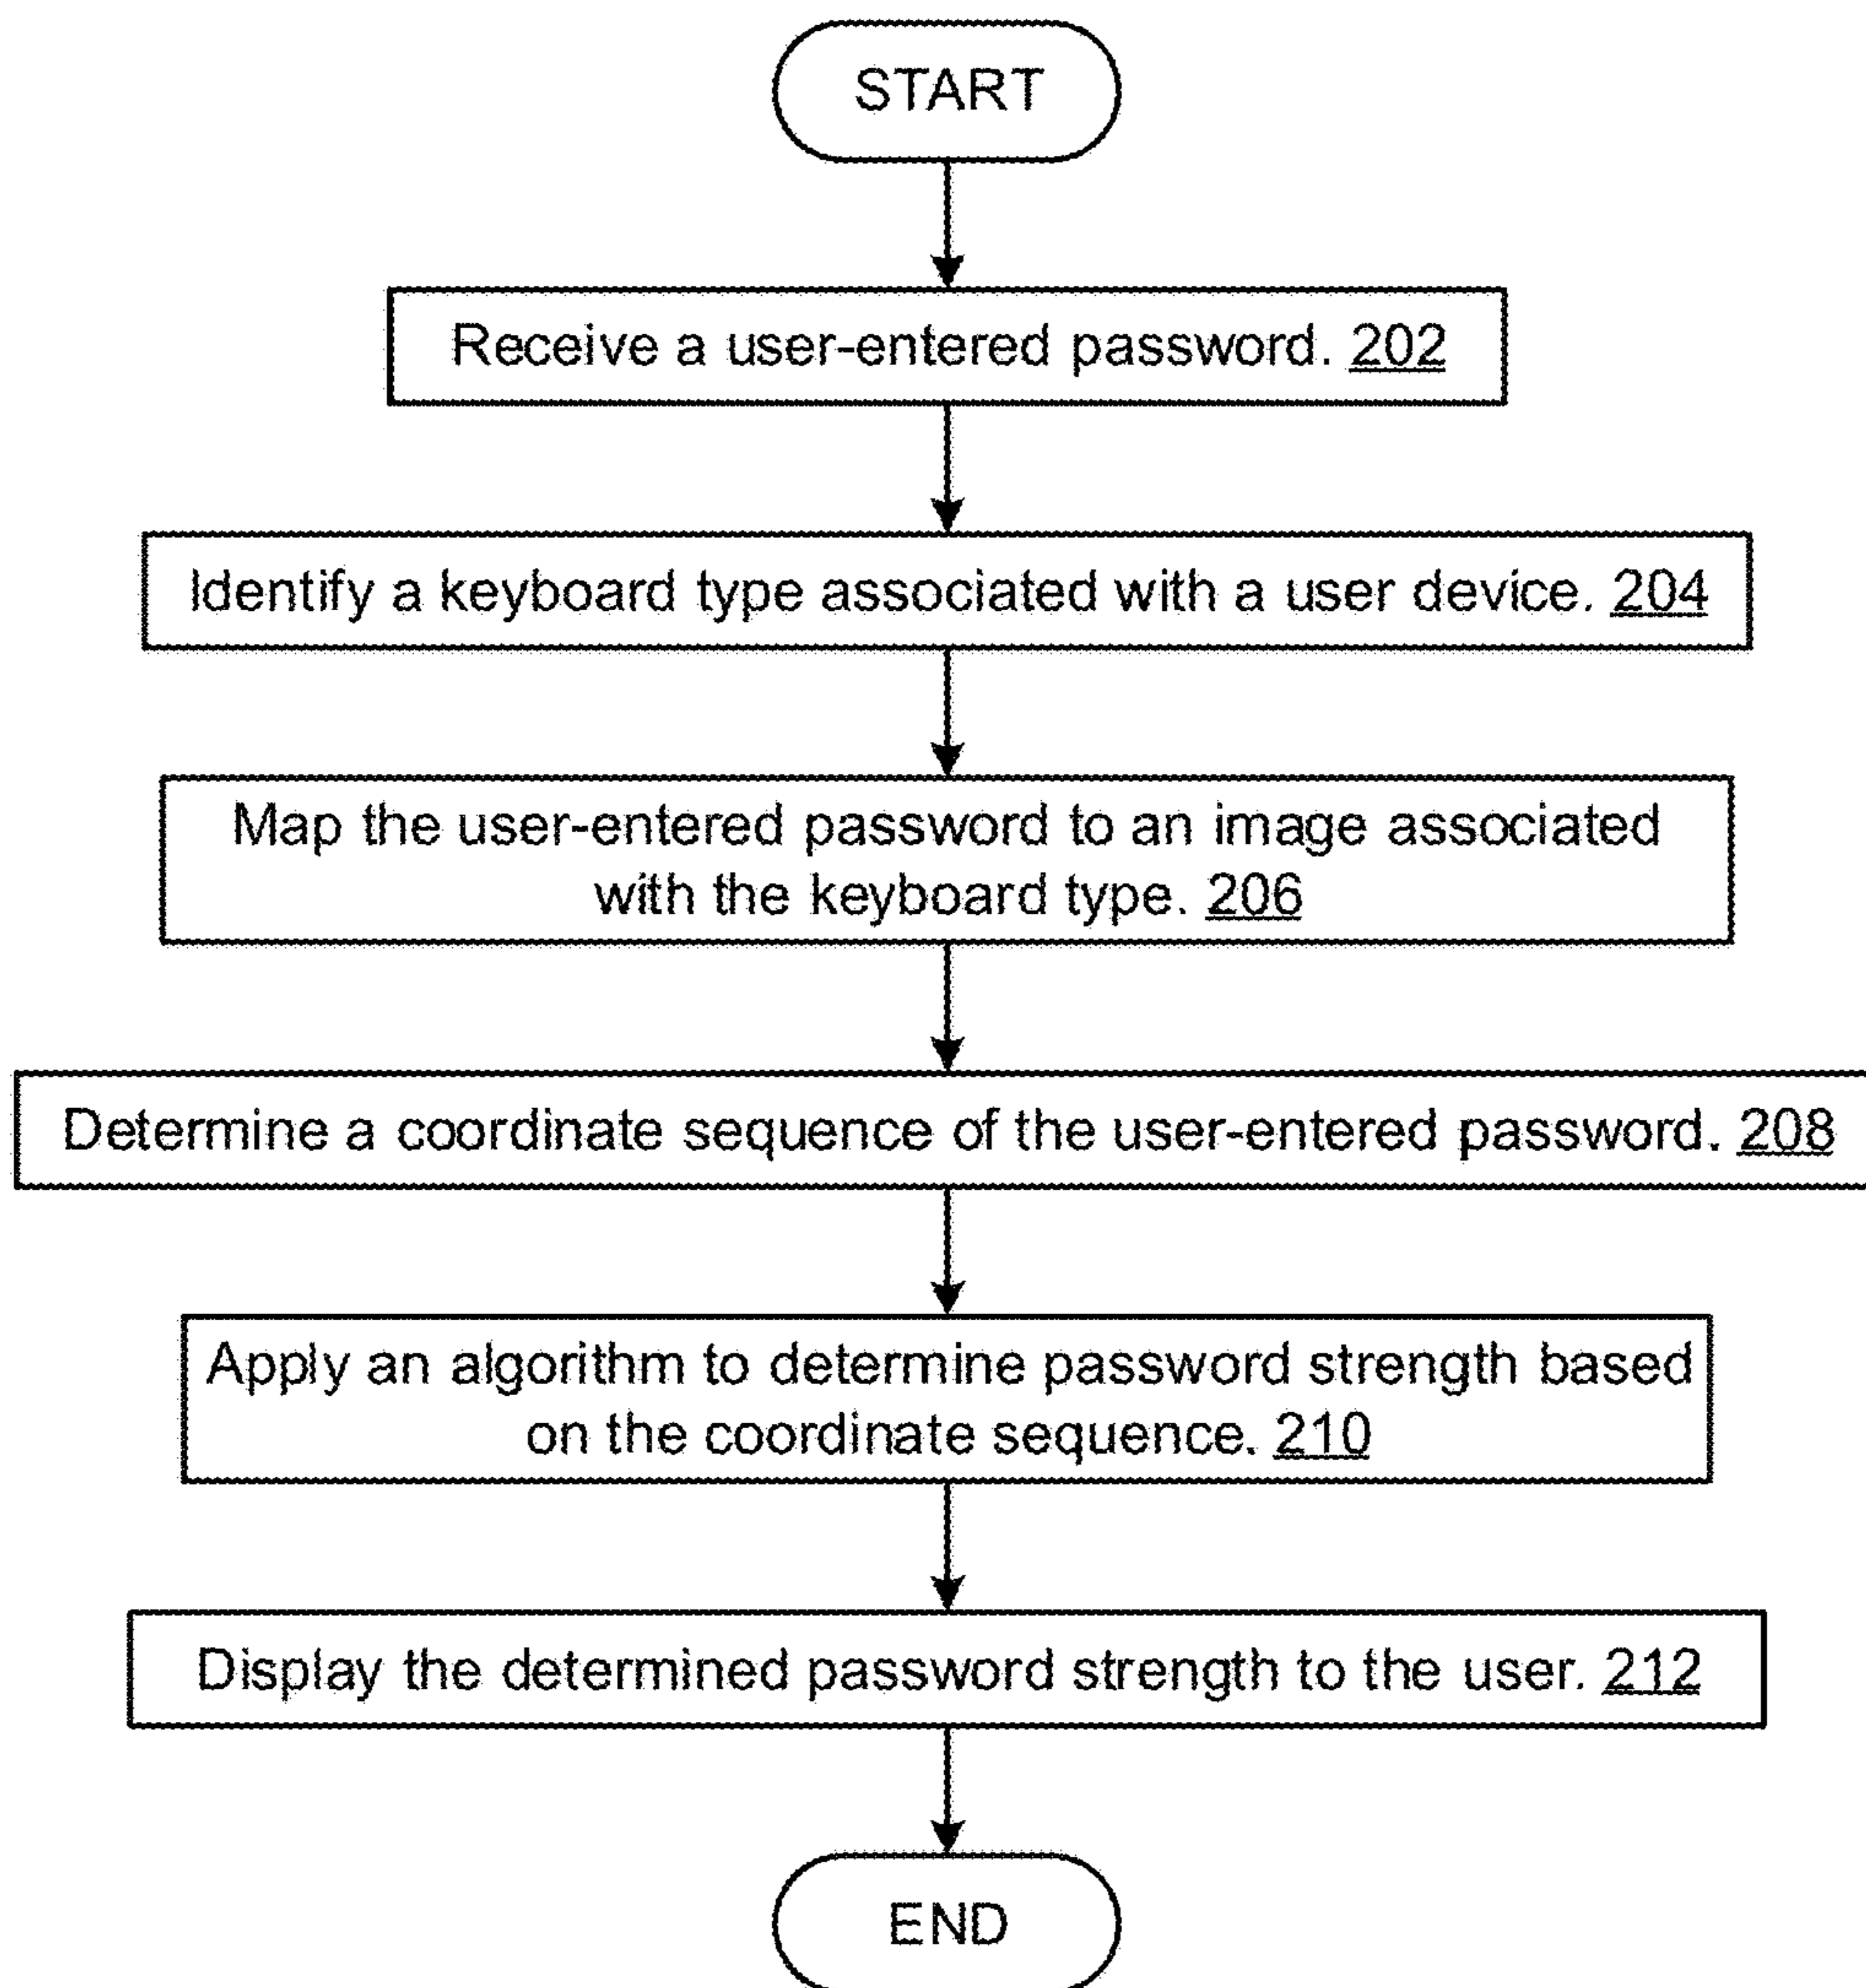 START
Receive a user-entered password. 202
Identify a keyboard type associated with a user device. 204
Map the user-entered password to an image associated
with the keyboard type. 206
Determine a coordinate sequence of the user-entered password. 208
Apply an algorithm to determine password strength based
on the coordinate sequence. 210
Display the determined password strength to the user. 212
END